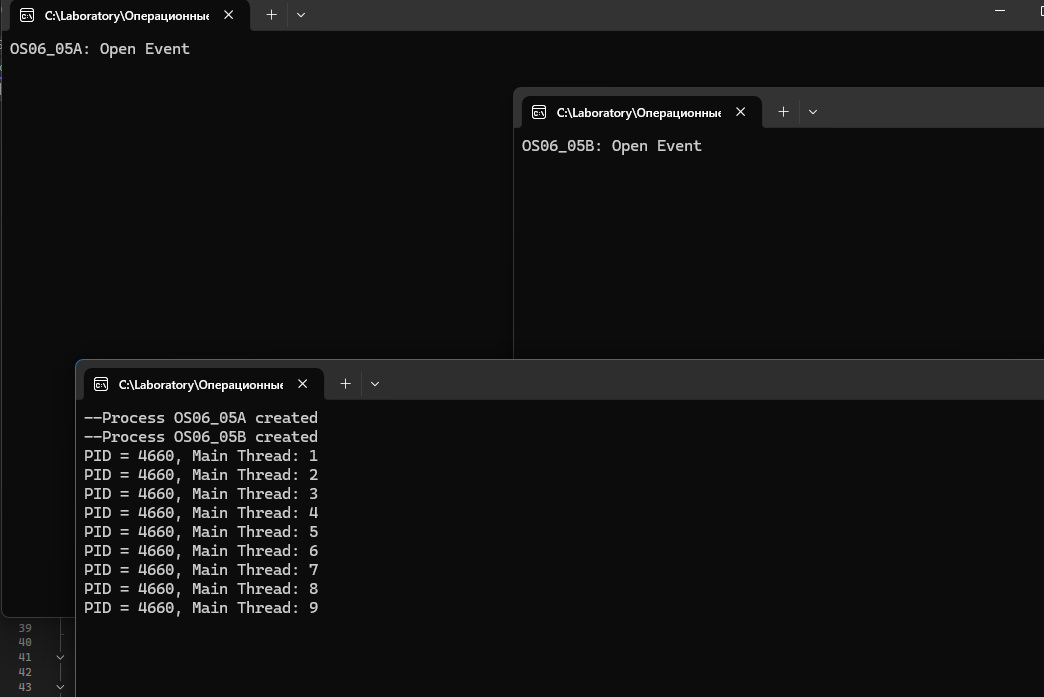 C:\Laboratory\Операционные
OS06_05A: Open Event
C:\Laboratory\Операционные
OS06_05B: Open Event
C:\Laboratory\Операционные
--Process OS06_05A created
--Process OS06_05B created
PID = 4660, Main Thread: 1
PID = 4660, Main Thread: 2
PID = 4660, Main Thread: 3
PID = 4660, Main Thread: 4
PID = 4660, Main Thread: 5
PID = 4660, Main Thread: 6
PID = 4660, Main Thread: 7
PID = 4660, Main Thread: 8
PID = 4660, Main Thread: 9
39
40
41
42
43